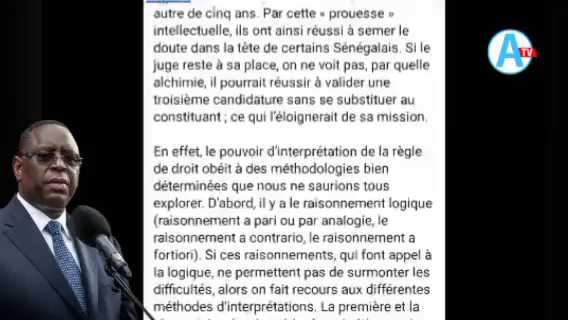 autre de cinq ans. Par cette « prouesse »
intellectuelle, ils ont ainsi réussi à semer le
doute dans la tête de certains Sénégalais. Si le
juge reste à sa place, on ne voit pas, par quelle
alchimie, il pourrait réussir à valider une
troisième candidature sans se substituer au
constituant ; ce qui l'éloignerait de sa mission.
En effet, le pouvoir d'interprétation de la règle
de droit obéit à des méthodologies bien
déterminées que nous ne saurions tous
explorer. D'abord, il y a le raisonnement logique
(raisonnement a pari ou par analogie, le
raisonnement a contrario, le raisonnement a
fortiori). Si ces raisonnements, qui font appel à
la logique, ne permettent pas de surmonter les
difficultés, alors on fait recours aux différentes
méthodes d'interprétations. La première et la
A TV